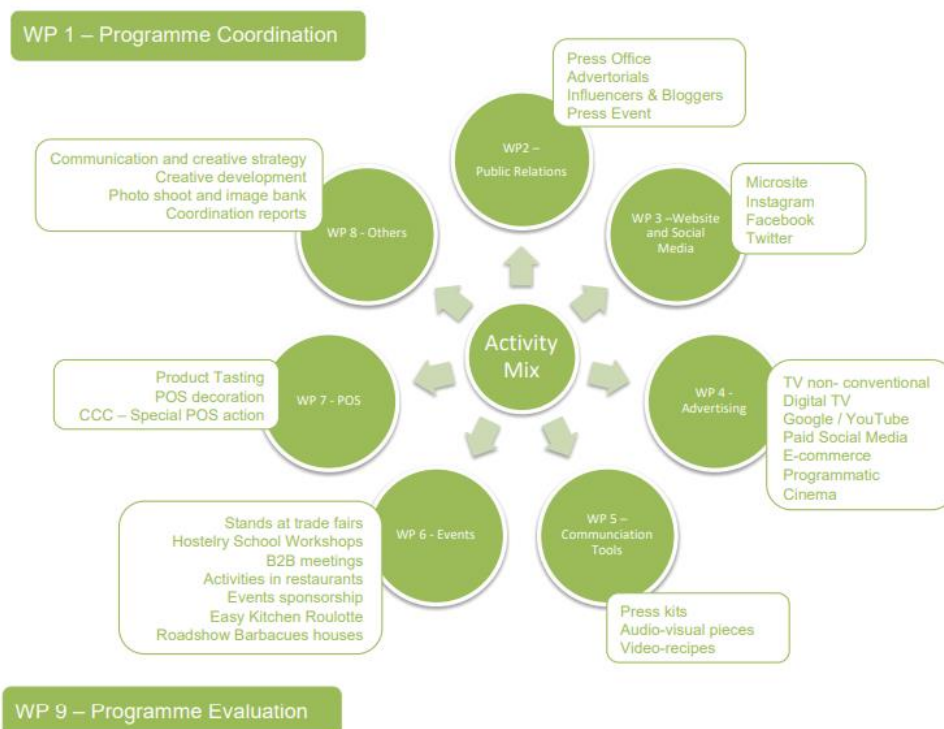 WP 1 – Programme Coordination
Press Office
Advertorials
Influencers & Bloggers
Press Event
WP2 –
Public Relations
Communication and creative strategy
Creative development
Photo shoot and image bank
Coordination reports
WP 8 - Others
WP 3 –Website
and Social
Media
Microsite
Instagram
Facebook
Twitter
Activity
Mix
Product Tasting
POS decoration
CCC – Special POS action
WP 7 - POS
WP 4 -
Advertising
TV non- conventional
Digital TV
Google / YouTube
Paid Social Media
E-commerce
Programmatic
Cinema
Stands at trade fairs
Hostelry School Workshops
B2B meetings
Activities in restaurants
Events sponsorship
Easy Kitchen Roulotte
Roadshow Barbacues houses
WP 6 - Events
WP 5 –
Communciation
Tools
Press kits
Audio-visual pieces
Video-recipes
WP 9 – Programme Evaluation